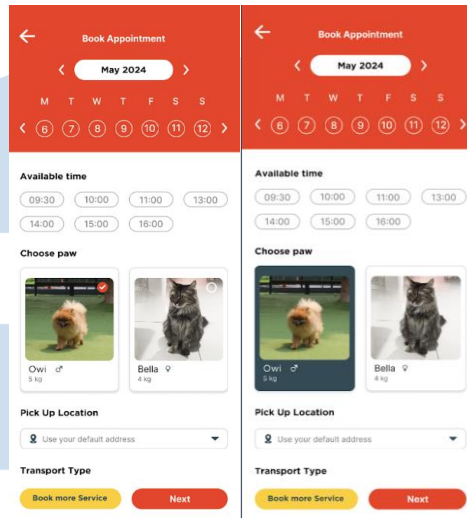 Book Appointment
May 2024
M T W T F S S
6 7 8 9 10 11 12
Available time
09:30 10:00 11:00 13:00
14:00 15:00 16:00
Choose paw
Owi ♂
5 kg
Bella ♀
4 kg
Pick Up Location
Use your default address
Transport Type
Book more Service Next
Book Appointment
May 2024
M T W T F S S
6 7 8 9 10 11 12
Available time
09:30 10:00 11:00 13:00
14:00 15:00 16:00
Choose paw
Owi ♂
5 kg
Bella ♀
4 kg
Pick Up Location
Use your default address
Transport Type
Book more Service Next